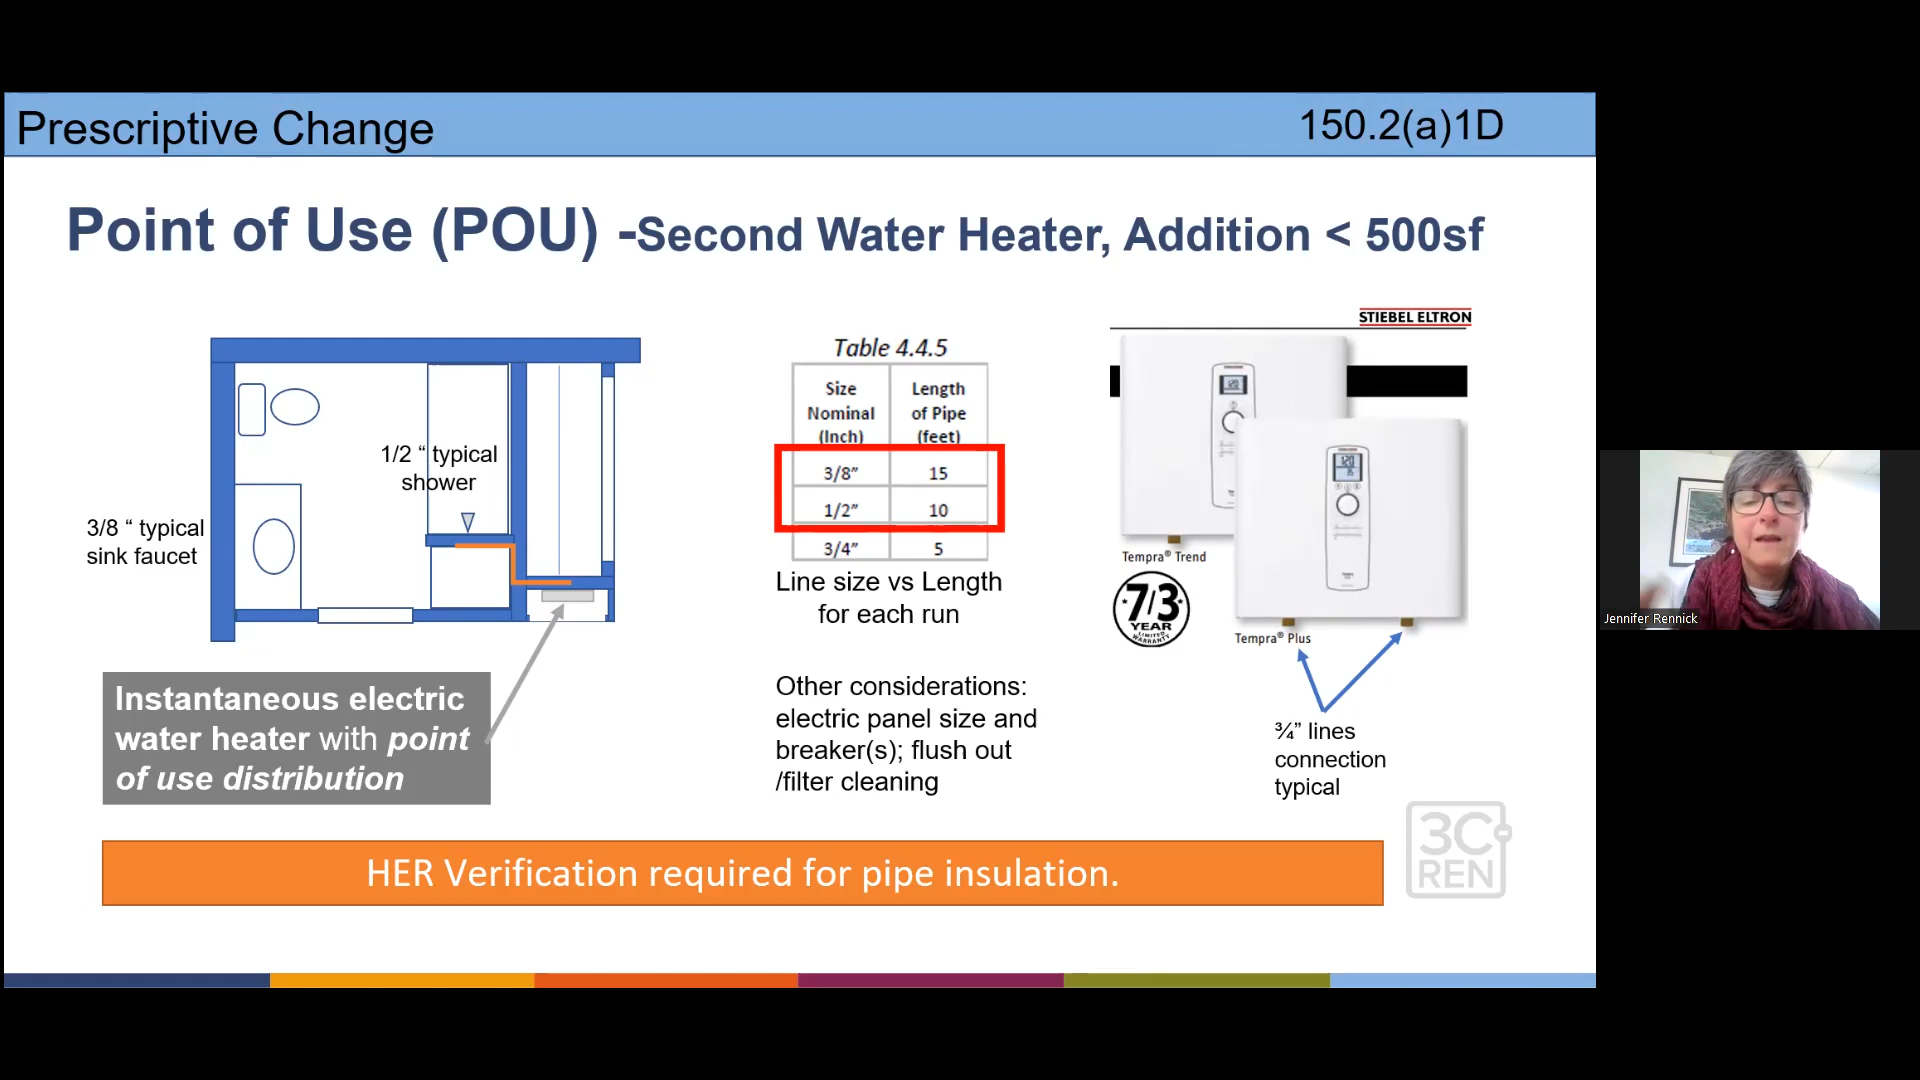 Prescriptive Change
150.2(a)1D
Point of Use (POU) -Second Water Heater, Addition < 500sf
1/2 “ typical
shower
3/8 “ typical
sink faucet
Instantaneous electric
water heater with point
of use distribution
Table 4.4.5
Size Nominal (Inch) Length of Pipe (feet)
3/8” 15
1/2” 10
3/4” 5
Line size vs Length
for each run
Other considerations:
electric panel size and
breaker(s); flush out
/filter cleaning
STIEBEL ELTRON
Tempra® Trend
7/3
YEAR
LIMITED
WARRANTY
Tempra® Plus
¾” lines
connection
typical
HER Verification required for pipe insulation.
3C-
REN
Jennifer Rennick